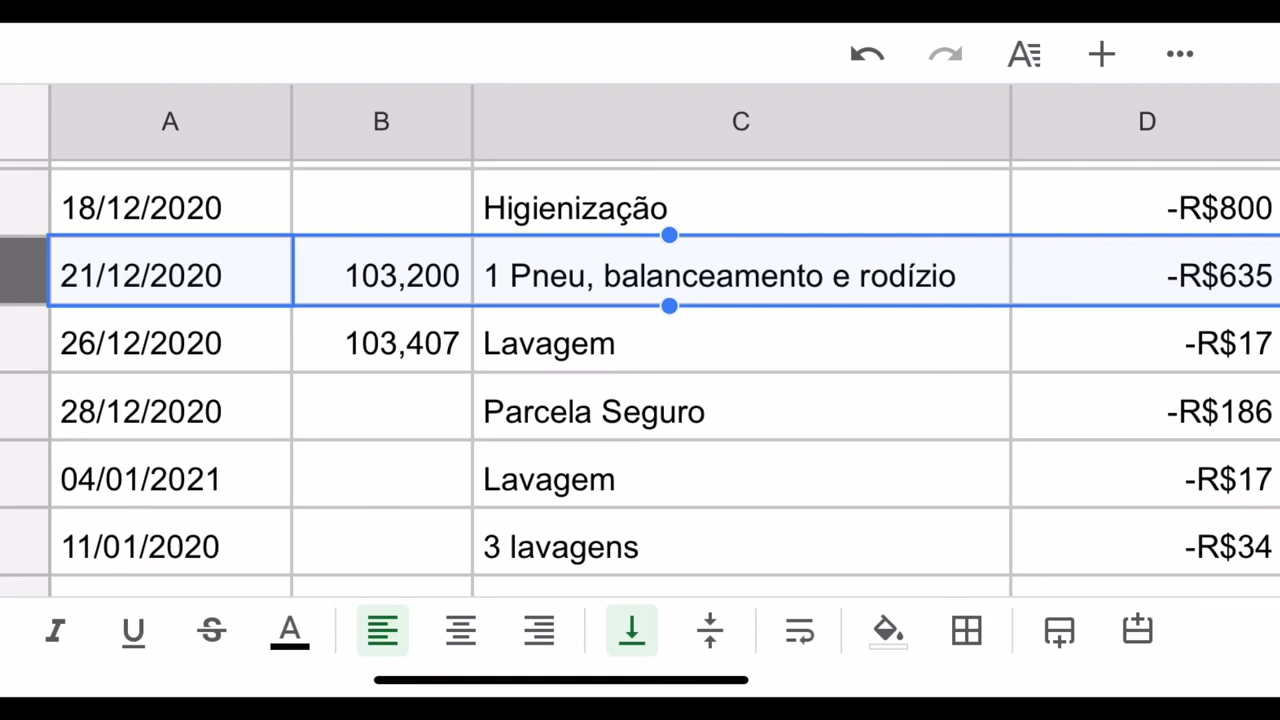 A B C D
18/12/2020 Higienização -R$800
21/12/2020 103,200 1 Pneu, balanceamento e rodízio -R$635
26/12/2020 103,407 Lavagem -R$17
28/12/2020 Parcela Seguro -R$186
04/01/2021 Lavagem -R$17
11/01/2020 3 lavagens -R$34